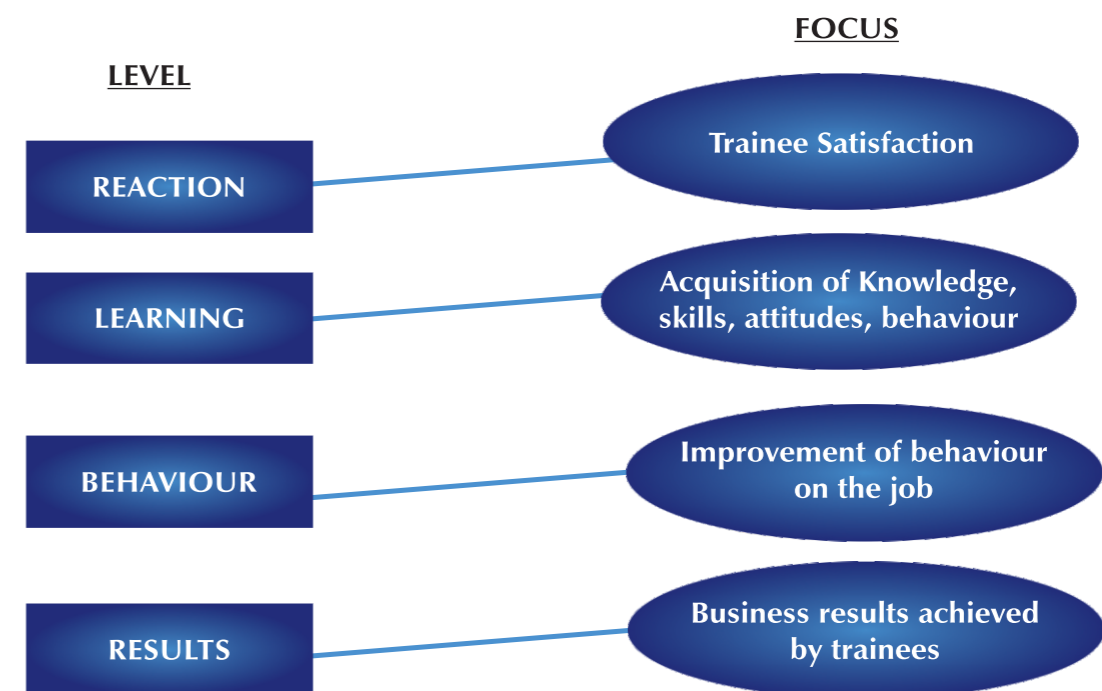 FOCUS
LEVEL
REACTION
Trainee Satisfaction
LEARNING
Acquisition of Knowledge,
skills, attitudes, behaviour
BEHAVIOUR
Improvement of behaviour
on the job
RESULTS
Business results achieved
by trainees